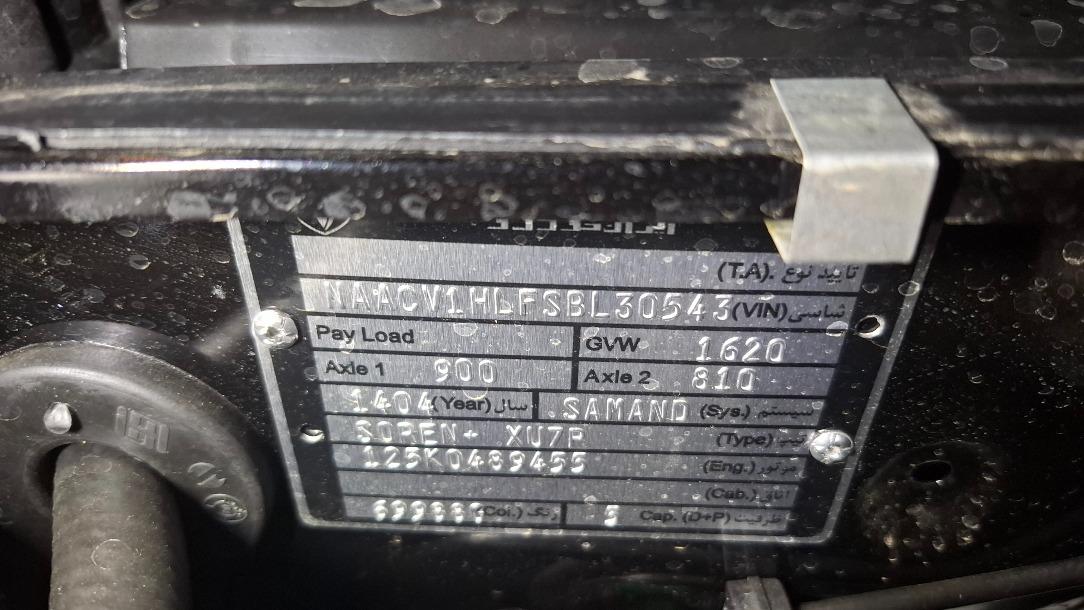 تایید نوع .(T.A)
NAACV1HLFSBL30543 (VIN) شاسی
Pay Load GVW 1620
Axle 1 900 Axle 2 810
1404 (Year) سال SAMAND (Sys.) سیستم
SOREN+ XU7P (Type) تیپ
125K0489455 (Eng.) موتور
(Cab.) اتاق
(Col.) رنگ 5 Cap. (D+P) ظرفیت